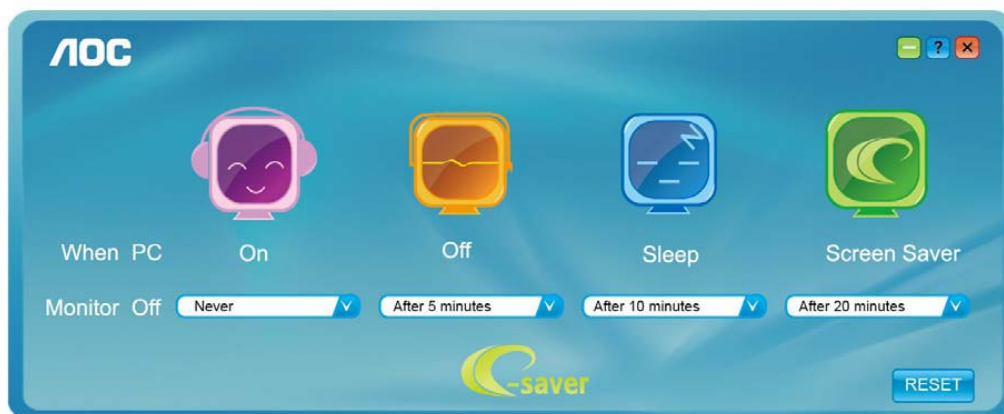 AOC
?
When PC On Off Sleep Screen Saver
Monitor Off Never After 5 minutes After 10 minutes After 20 minutes
e-saver
RESET